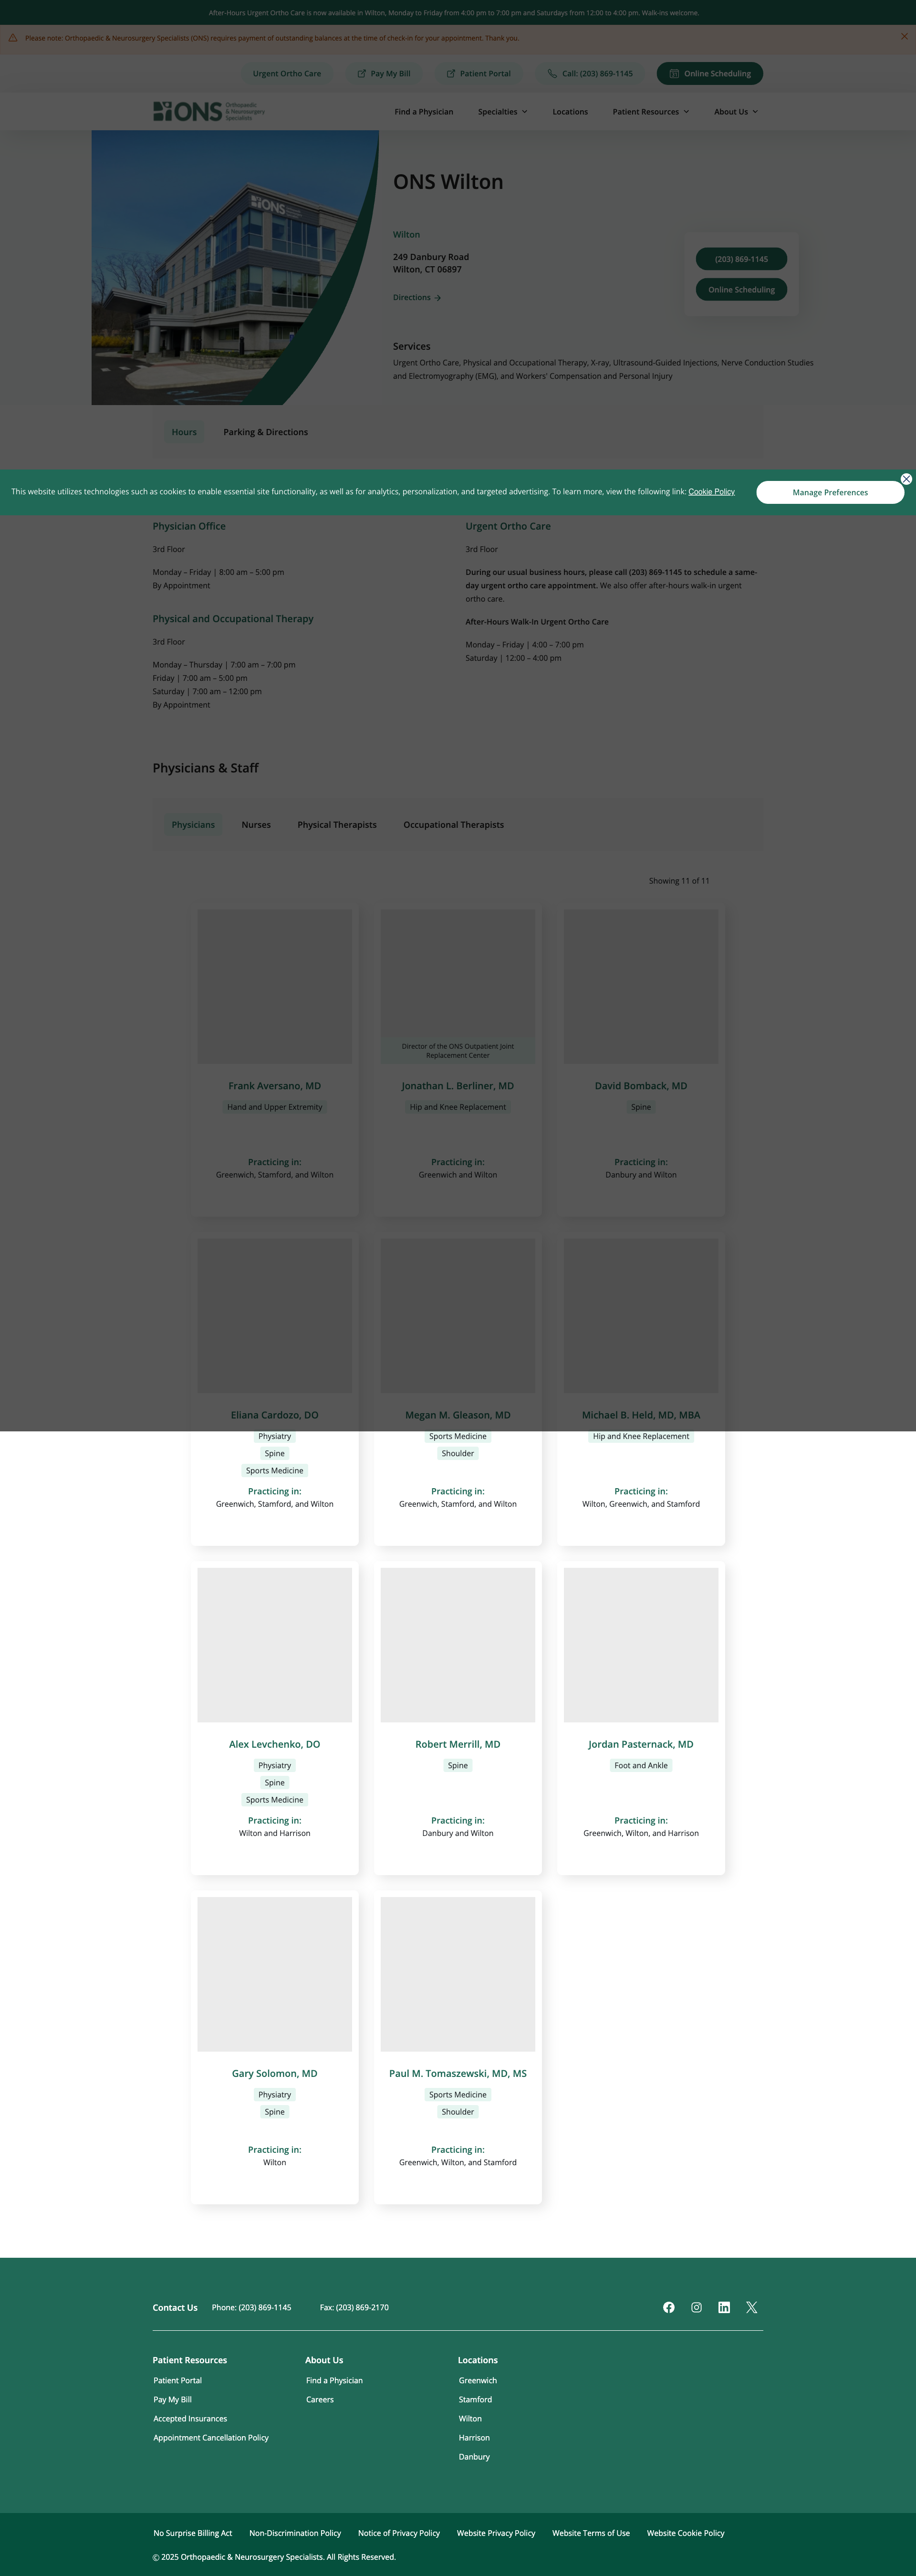 After-Hours Urgent Ortho Care is now available in Wilton, Monday to Friday from 4:00 pm to 7:00 pm and Saturdays from 12:00 to 4:00 pm. Walk-ins welcome.
Please note: Orthopaedic & Neurosurgery Specialists (ONS) requires payment of outstanding balances at the time of check-in for your appointment. Thank you.
Urgent Ortho Care Pay My Bill Patient Portal Call: (203) 869-1145 Online Scheduling
ONS Orthopaedic & Neurosurgery Specialists
Find a Physician Specialties Locations Patient Resources About Us
ONS
ONS Wilton
Wilton
249 Danbury Road
Wilton, CT 06897
Directions
(203) 869-1145
Online Scheduling
Services
Urgent Ortho Care, Physical and Occupational Therapy, X-ray, Ultrasound-Guided Injections, Nerve Conduction Studies
and Electromyography (EMG), and Workers' Compensation and Personal Injury
Hours Parking & Directions
This website utilizes technologies such as cookies to enable essential site functionality, as well as for analytics, personalization, and targeted advertising. To learn more, view the following link: Cookie Policy
Manage Preferences
Physician Office
3rd Floor
Monday – Friday | 8:00 am – 5:00 pm
By Appointment
Physical and Occupational Therapy
3rd Floor
Monday – Thursday | 7:00 am – 7:00 pm
Friday | 7:00 am – 5:00 pm
Saturday | 7:00 am – 12:00 pm
By Appointment
Urgent Ortho Care
3rd Floor
During our usual business hours, please call (203) 869-1145 to schedule a same-
day urgent ortho care appointment. We also offer after-hours walk-in urgent
ortho care.
After-Hours Walk-In Urgent Ortho Care
Monday – Friday | 4:00 – 7:00 pm
Saturday | 12:00 – 4:00 pm
Physicians & Staff
Physicians Nurses Physical Therapists Occupational Therapists
Showing 11 of 11
Frank Aversano, MD
Hand and Upper Extremity
Practicing in:
Greenwich, Stamford, and Wilton
Director of the ONS Outpatient Joint
Replacement Center
Jonathan L. Berliner, MD
Hip and Knee Replacement
Practicing in:
Greenwich and Wilton
David Bomback, MD
Spine
Practicing in:
Danbury and Wilton
Eliana Cardozo, DO
Physiatry
Spine
Sports Medicine
Practicing in:
Greenwich, Stamford, and Wilton
Megan M. Gleason, MD
Sports Medicine
Shoulder
Practicing in:
Greenwich, Stamford, and Wilton
Michael B. Held, MD, MBA
Hip and Knee Replacement
Practicing in:
Wilton, Greenwich, and Stamford
Alex Levchenko, DO
Physiatry
Spine
Sports Medicine
Practicing in:
Wilton and Harrison
Robert Merrill, MD
Spine
Practicing in:
Danbury and Wilton
Jordan Pasternack, MD
Foot and Ankle
Practicing in:
Greenwich, Wilton, and Harrison
Gary Solomon, MD
Physiatry
Spine
Practicing in:
Wilton
Paul M. Tomaszewski, MD, MS
Sports Medicine
Shoulder
Practicing in:
Greenwich, Wilton, and Stamford
Contact Us Phone: (203) 869-1145 Fax: (203) 869-2170
Patient Resources
Patient Portal
Pay My Bill
Accepted Insurances
Appointment Cancellation Policy
About Us
Find a Physician
Careers
Locations
Greenwich
Stamford
Wilton
Harrison
Danbury
No Surprise Billing Act Non-Discrimination Policy Notice of Privacy Policy Website Privacy Policy Website Terms of Use Website Cookie Policy
© 2025 Orthopaedic & Neurosurgery Specialists. All Rights Reserved.